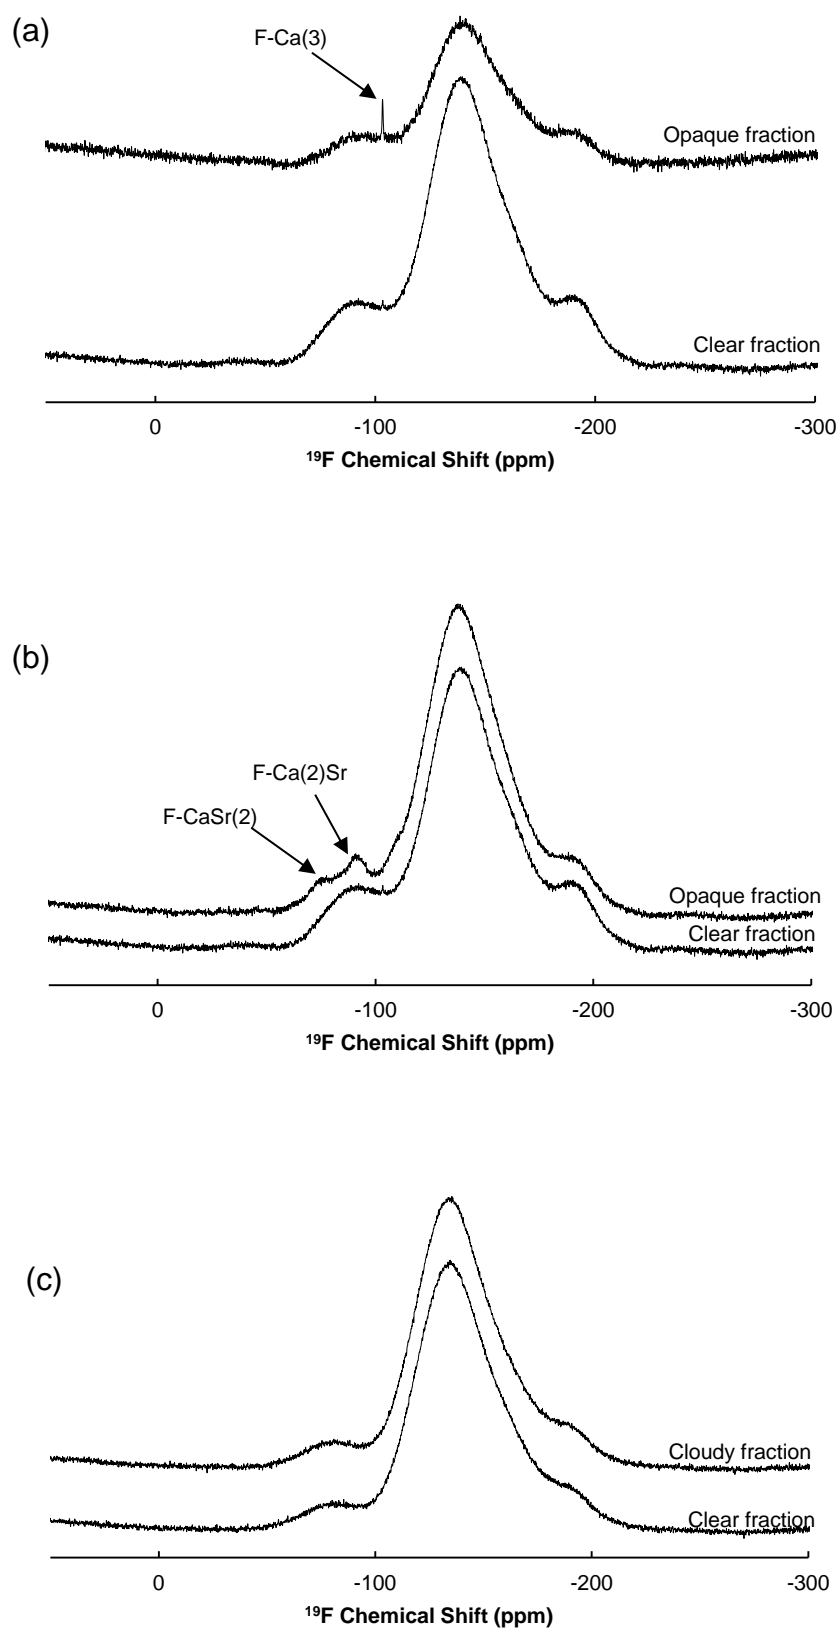 (a)
F-Ca(3)
Opaque fraction
Clear fraction
0 -100 -200 -300
¹⁹F Chemical Shift (ppm)
(b)
F-Ca(2)Sr
F-CaSr(2)
Opaque fraction
Clear fraction
0 -100 -200 -300
¹⁹F Chemical Shift (ppm)
(c)
Cloudy fraction
Clear fraction
0 -100 -200 -300
¹⁹F Chemical Shift (ppm)